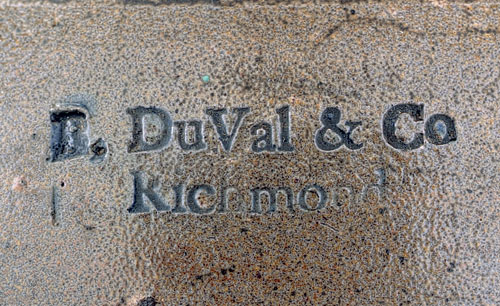 B, DuVal & Co
Richmond